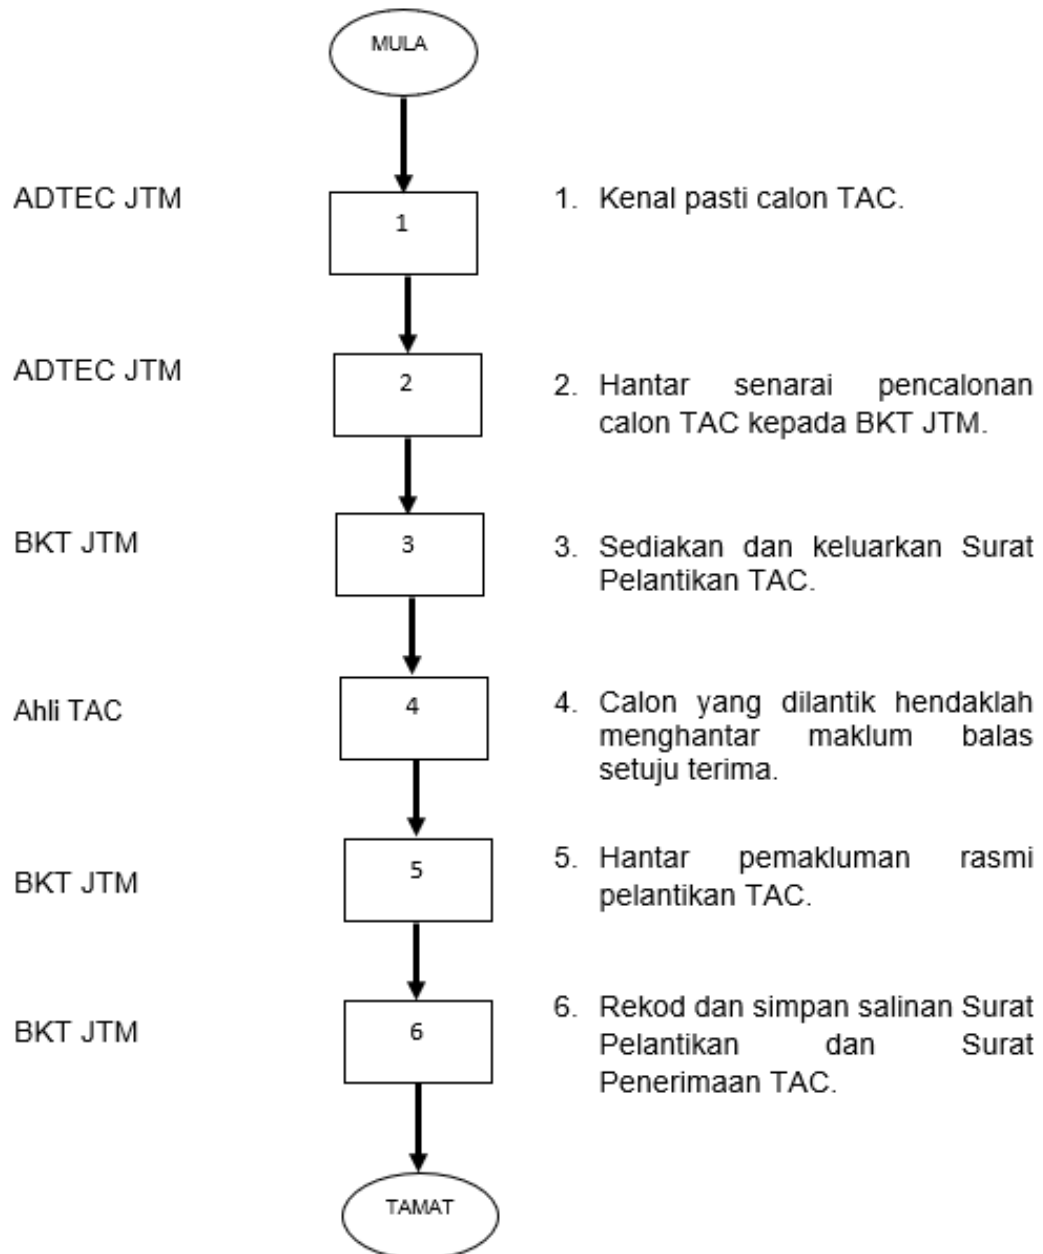 MULA
ADTEC JTM
1
1. Kenal pasti calon TAC.
ADTEC JTM
2
2. Hantar senarai pencalonan
calon TAC kepada BKT JTM.
BKT JTM
3
3. Sediakan dan keluarkan Surat
Pelantikan TAC.
Ahli TAC
4
4. Calon yang dilantik hendaklah
menghantar maklum balas
setuju terima.
BKT JTM
5
5. Hantar pemakluman rasmi
pelantikan TAC.
BKT JTM
6
6. Rekod dan simpan salinan Surat
Pelantikan dan Surat
Penerimaan TAC.
TAMAT